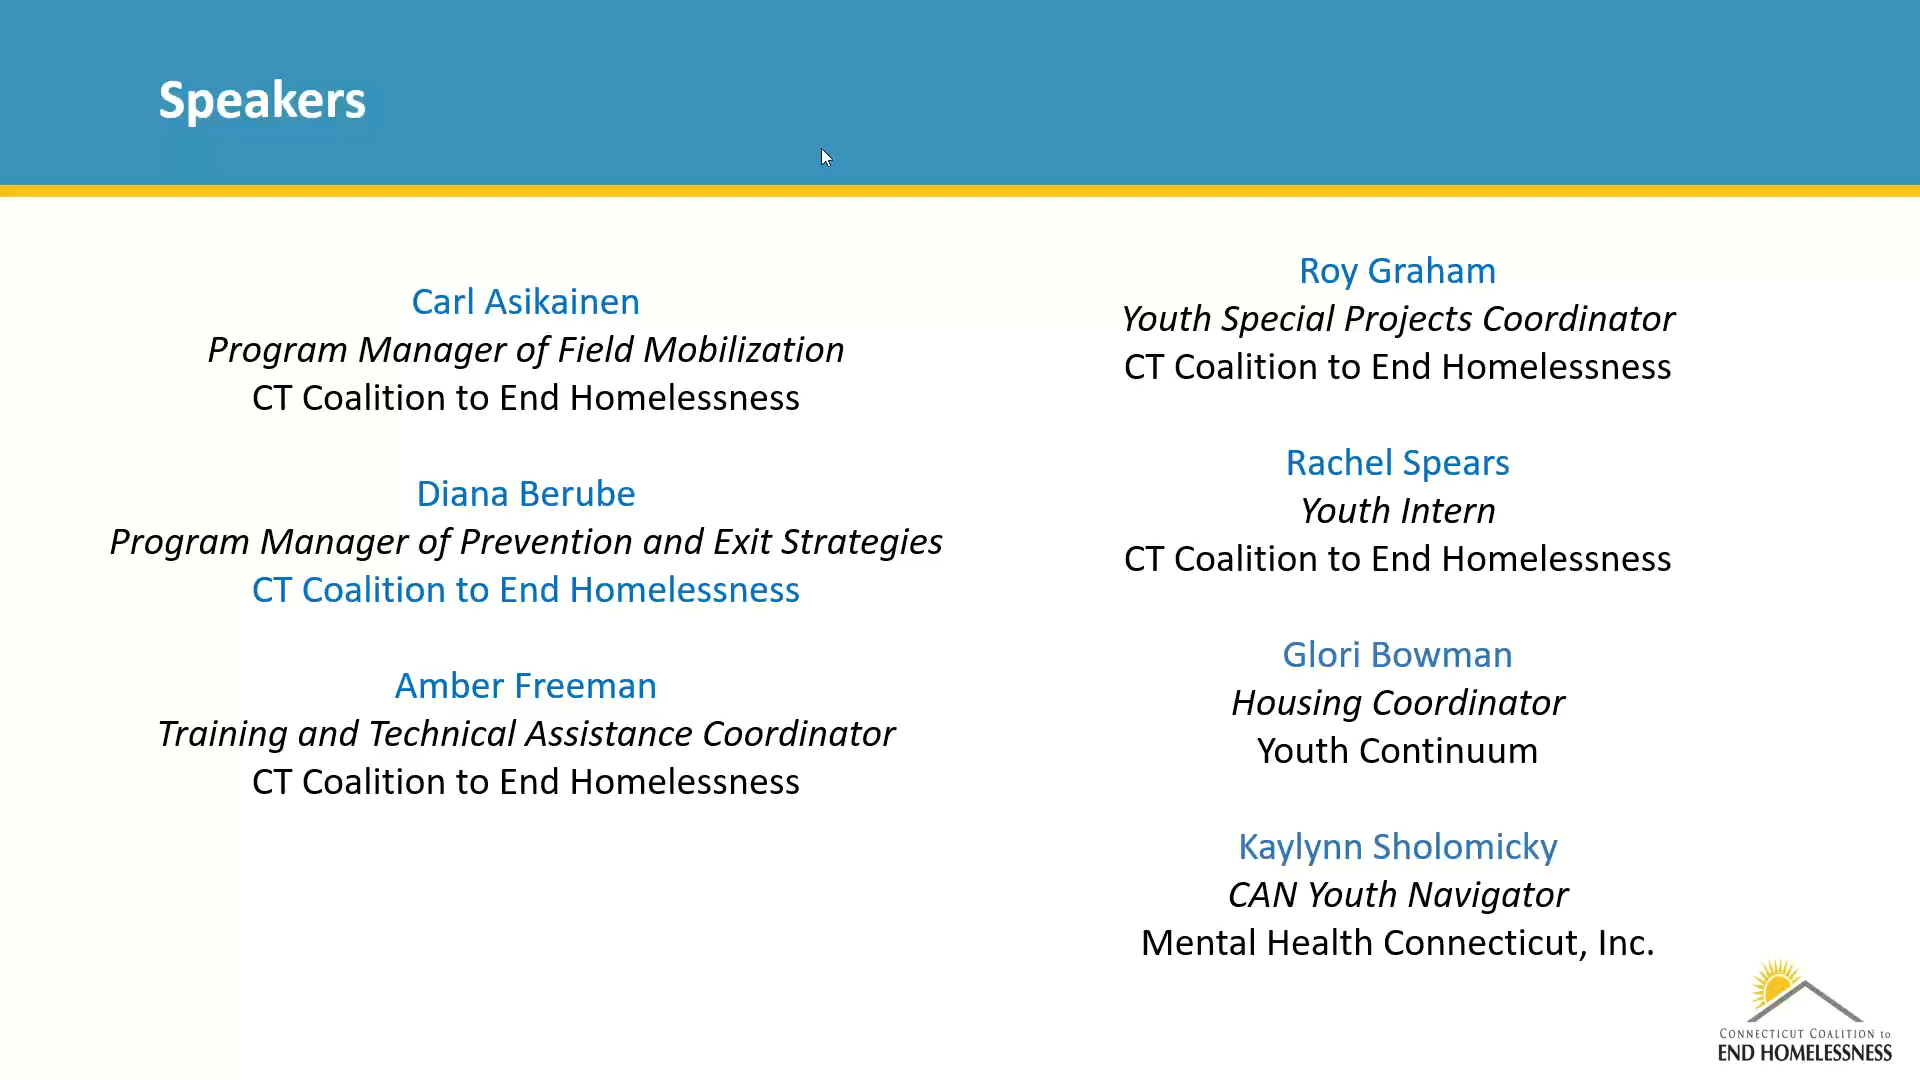 Speakers
Carl Asikainen
Program Manager of Field Mobilization
CT Coalition to End Homelessness
Diana Berube
Program Manager of Prevention and Exit Strategies
CT Coalition to End Homelessness
Amber Freeman
Training and Technical Assistance Coordinator
CT Coalition to End Homelessness
Roy Graham
Youth Special Projects Coordinator
CT Coalition to End Homelessness
Rachel Spears
Youth Intern
CT Coalition to End Homelessness
Glori Bowman
Housing Coordinator
Youth Continuum
Kaylynn Sholomicky
CAN Youth Navigator
Mental Health Connecticut, Inc.
CONNECTICUT COALITION to
END HOMELESSNESS